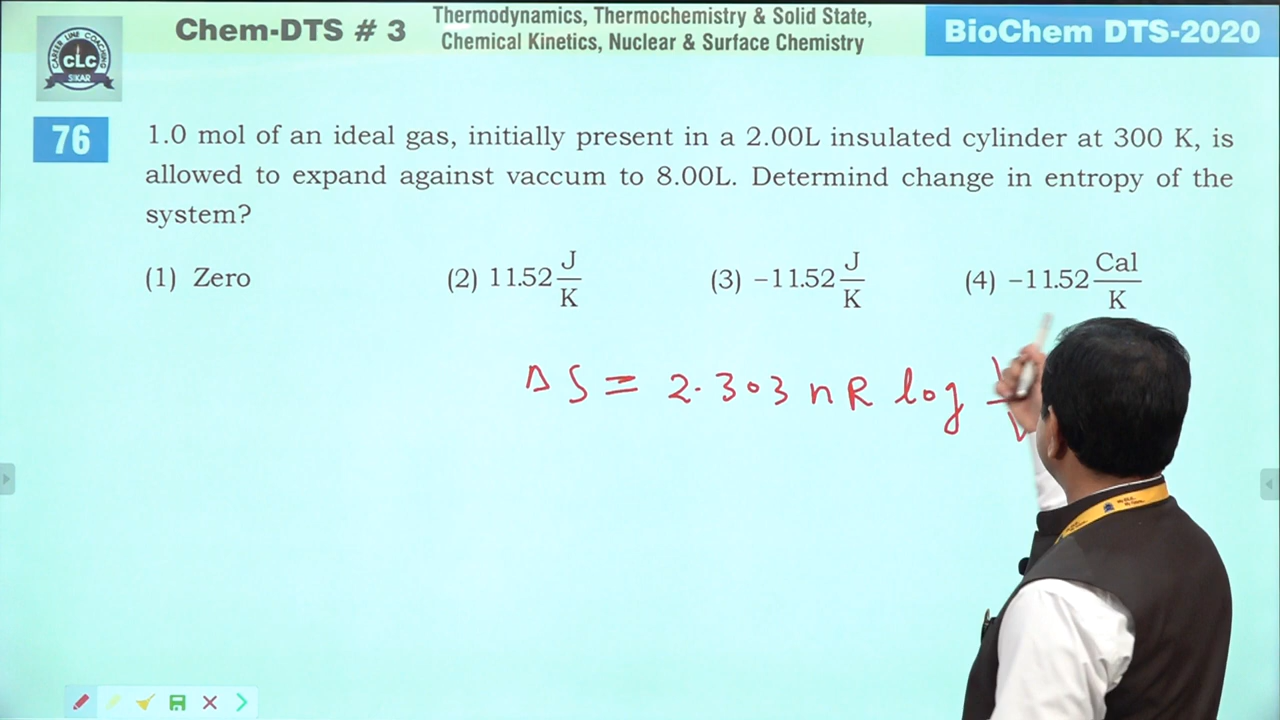 Chem-DTS # 3
Thermodynamics, Thermochemistry & Solid State,
Chemical Kinetics, Nuclear & Surface Chemistry
BioChem DTS-2020
CAREER LINE COACHING
CLC
SIKAR
76
1.0 mol of an ideal gas, initially present in a 2.00L insulated cylinder at 300 K, is
allowed to expand against vaccum to 8.00L. Determind change in entropy of the
system?
(1) Zero
(2) 11.52 J/K
(3) −11.52 J/K
(4) −11.52 Cal/K
ΔS = 2.303 nR log